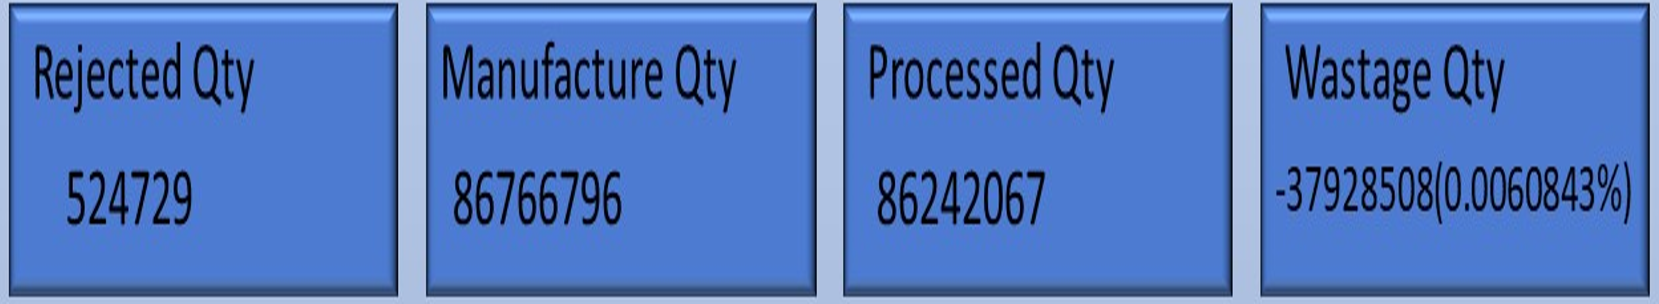 Rejected Qty
524729
Manufacture Qty
86766796
Processed Qty
86242067
Wastage Qty
-37928508(0.0060843%)